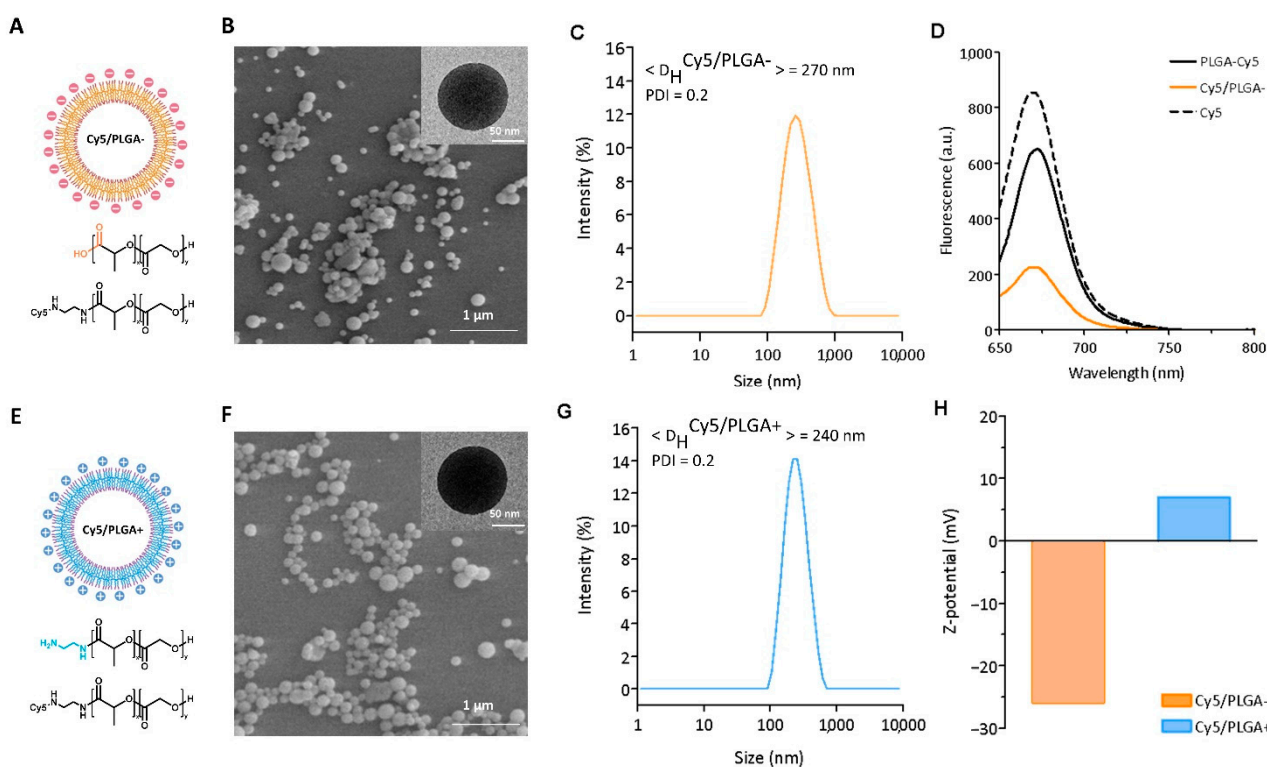 A
Cy5/PLGA-
HO
O
O
O
O
H
x
y
Cy5
H
N
N
H
O
O
O
O
H
x
y
B
50 nm
1 µm
C
< D_H^Cy5/PLGA- > = 270 nm
PDI = 0.2
Intensity (%)
16
14
12
10
8
6
4
2
0
1
10
100
1,000
10,000
Size (nm)
D
PLGA-Cy5
Cy5/PLGA-
Cy5
Fluorescence (a.u.)
1000
800
600
400
200
0
650
700
750
800
Wavelength (nm)
E
Cy5/PLGA+
H₂N
N
H
O
O
O
O
H
x
y
Cy5
H
N
N
H
O
O
O
O
H
x
y
F
50 nm
1 µm
G
< D_H^Cy5/PLGA+ > = 240 nm
PDI = 0.2
Intensity (%)
16
14
12
10
8
6
4
2
0
1
10
100
1,000
10,000
Size (nm)
H
Z-potential (mV)
20
10
0
−10
−20
−30
Cy5/PLGA-
Cy5/PLGA+